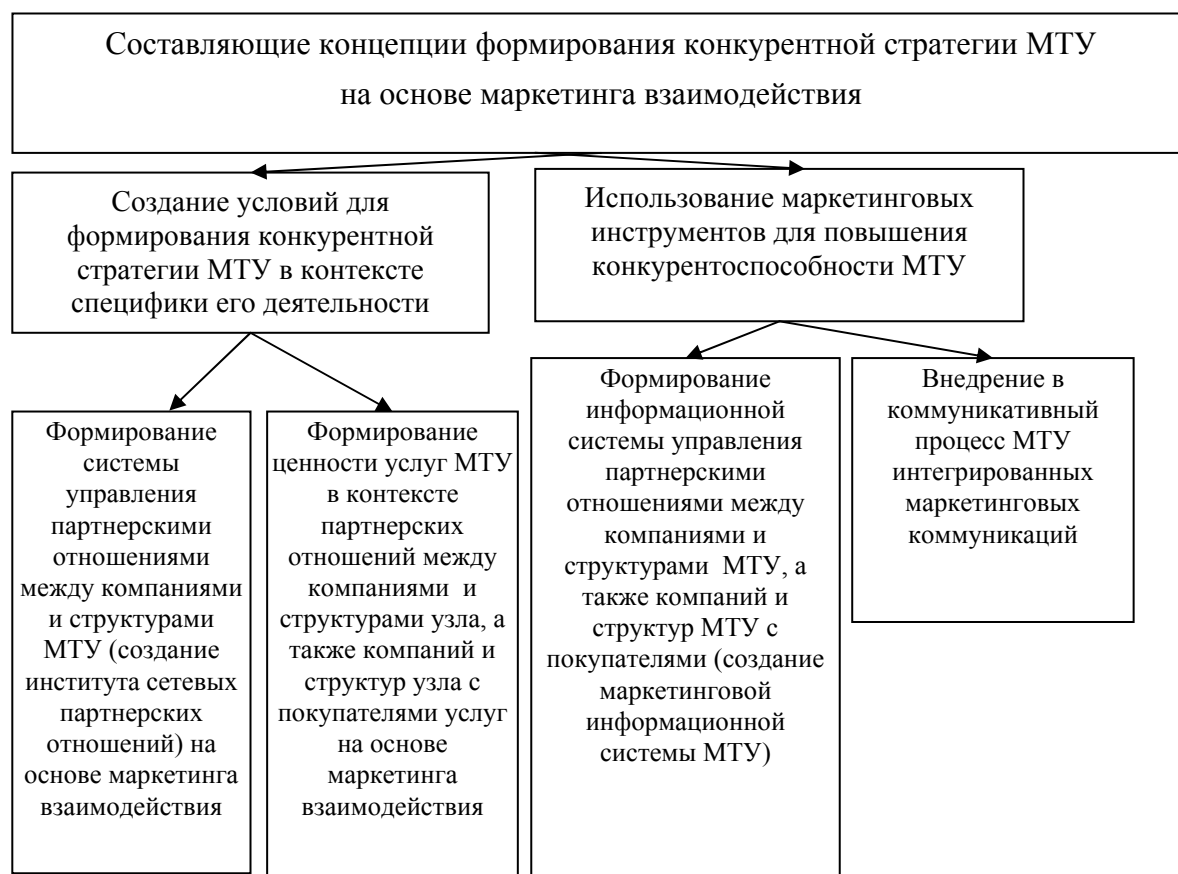 Составляющие концепции формирования конкурентной стратегии МТУ
на основе маркетинга взаимодействия
Создание условий для
формирования конкурентной
стратегии МТУ в контексте
специфики его деятельности
Использование маркетинговых
инструментов для повышения
конкурентоспособности МТУ
Формирование
системы
управления
партнерскими
отношениями
между компаниями
и структурами
МТУ (создание
института сетевых
партнерских
отношений) на
основе маркетинга
взаимодействия
Формирование
ценности услуг МТУ
в контексте
партнерских
отношений между
компаниями и
структурами узла, а
также компаний и
структур узла с
покупателями услуг
на основе
маркетинга
взаимодействия
Формирование
информационной
системы управления
партнерскими
отношениями между
компаниями и
структурами МТУ, а
также компаний и
структур МТУ с
покупателями (создание
маркетинговой
информационной
системы МТУ)
Внедрение в
коммуникативный
процесс МТУ
интегрированных
маркетинговых
коммуникаций